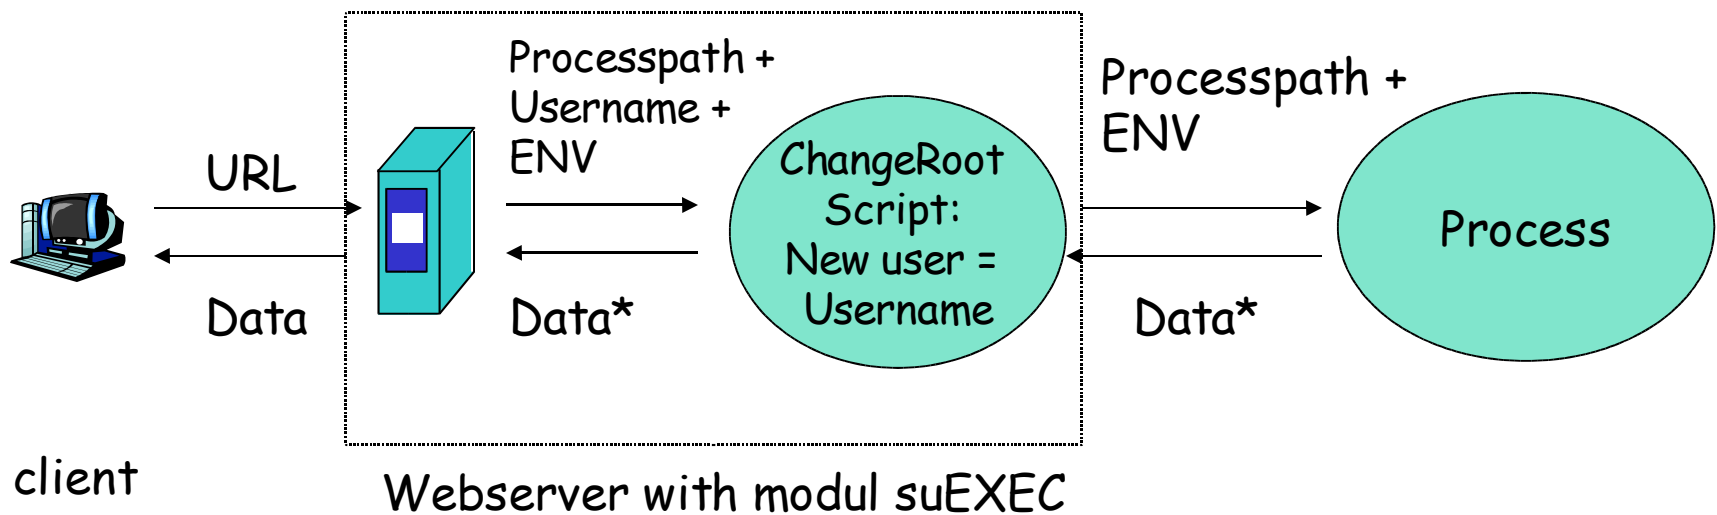 Processpath +
Username +
ENV
Processpath +
ENV
URL
ChangeRoot
Script:
New user =
Username
Process
Data
Data*
Data*
client
Webserver with modul suEXEC